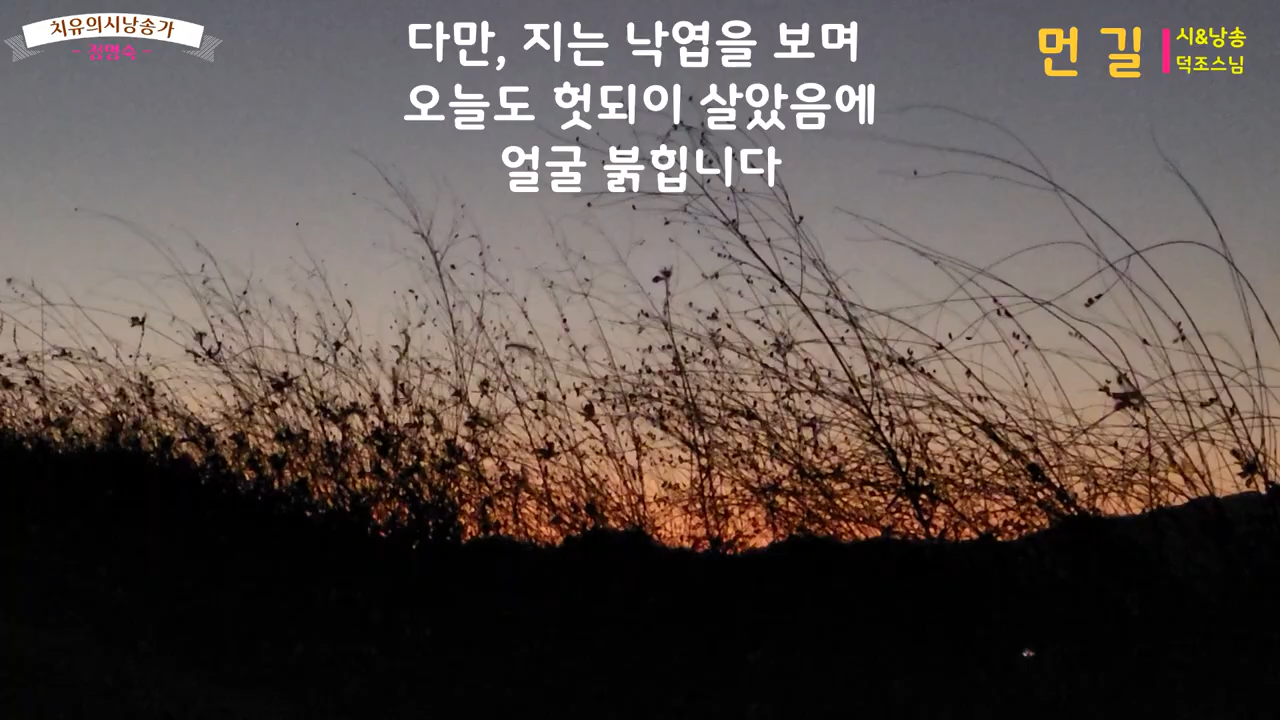 치유의시낭송가
다만, 지는 낙엽을 보며
오늘도 헛되이 살았음에
얼굴 붉힙니다
먼 길
시&낭송
덕조스님